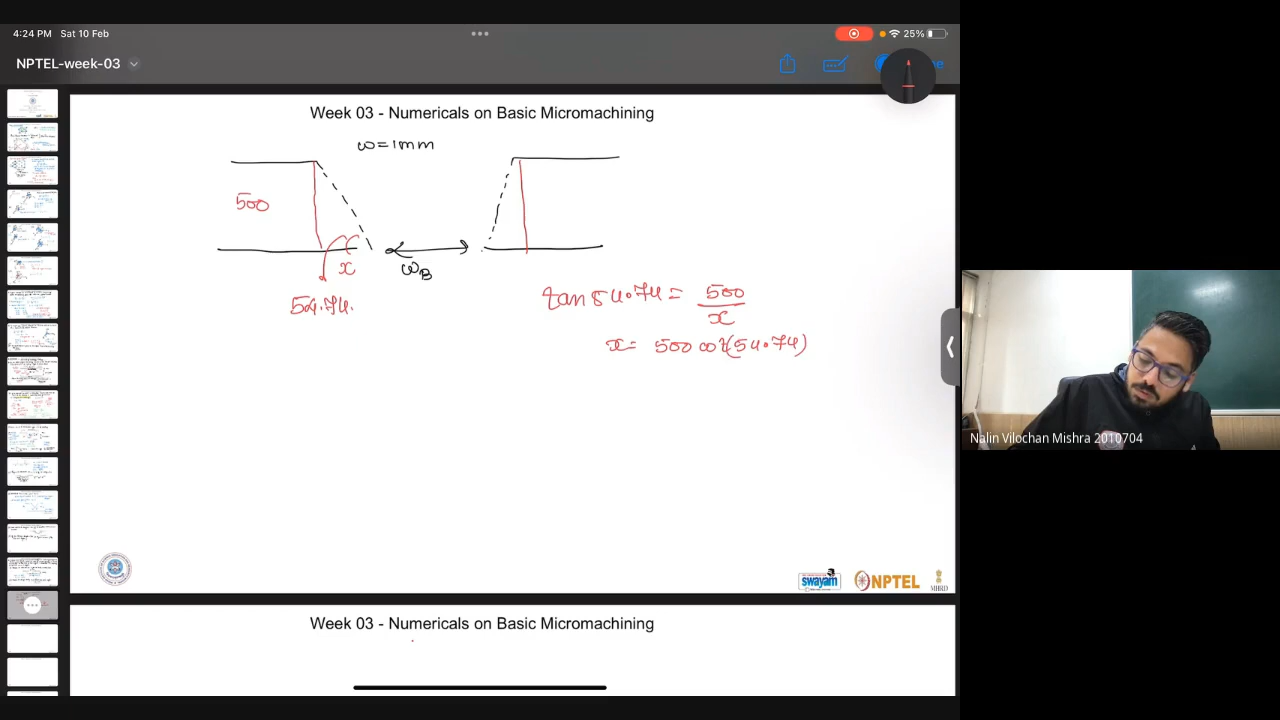 4:24 PM Sat 10 Feb
25%
NPTEL-week-03
Week 03 - Numericals on Basic Micromachining
ω = 1mm
500
x
ωB
54.74.
tan 54.74 = 500
x
x = 500 cot(54.74)
Nalin Vilochan Mishra 2010704
swayam
NPTEL
MHRD
Week 03 - Numericals on Basic Micromachining